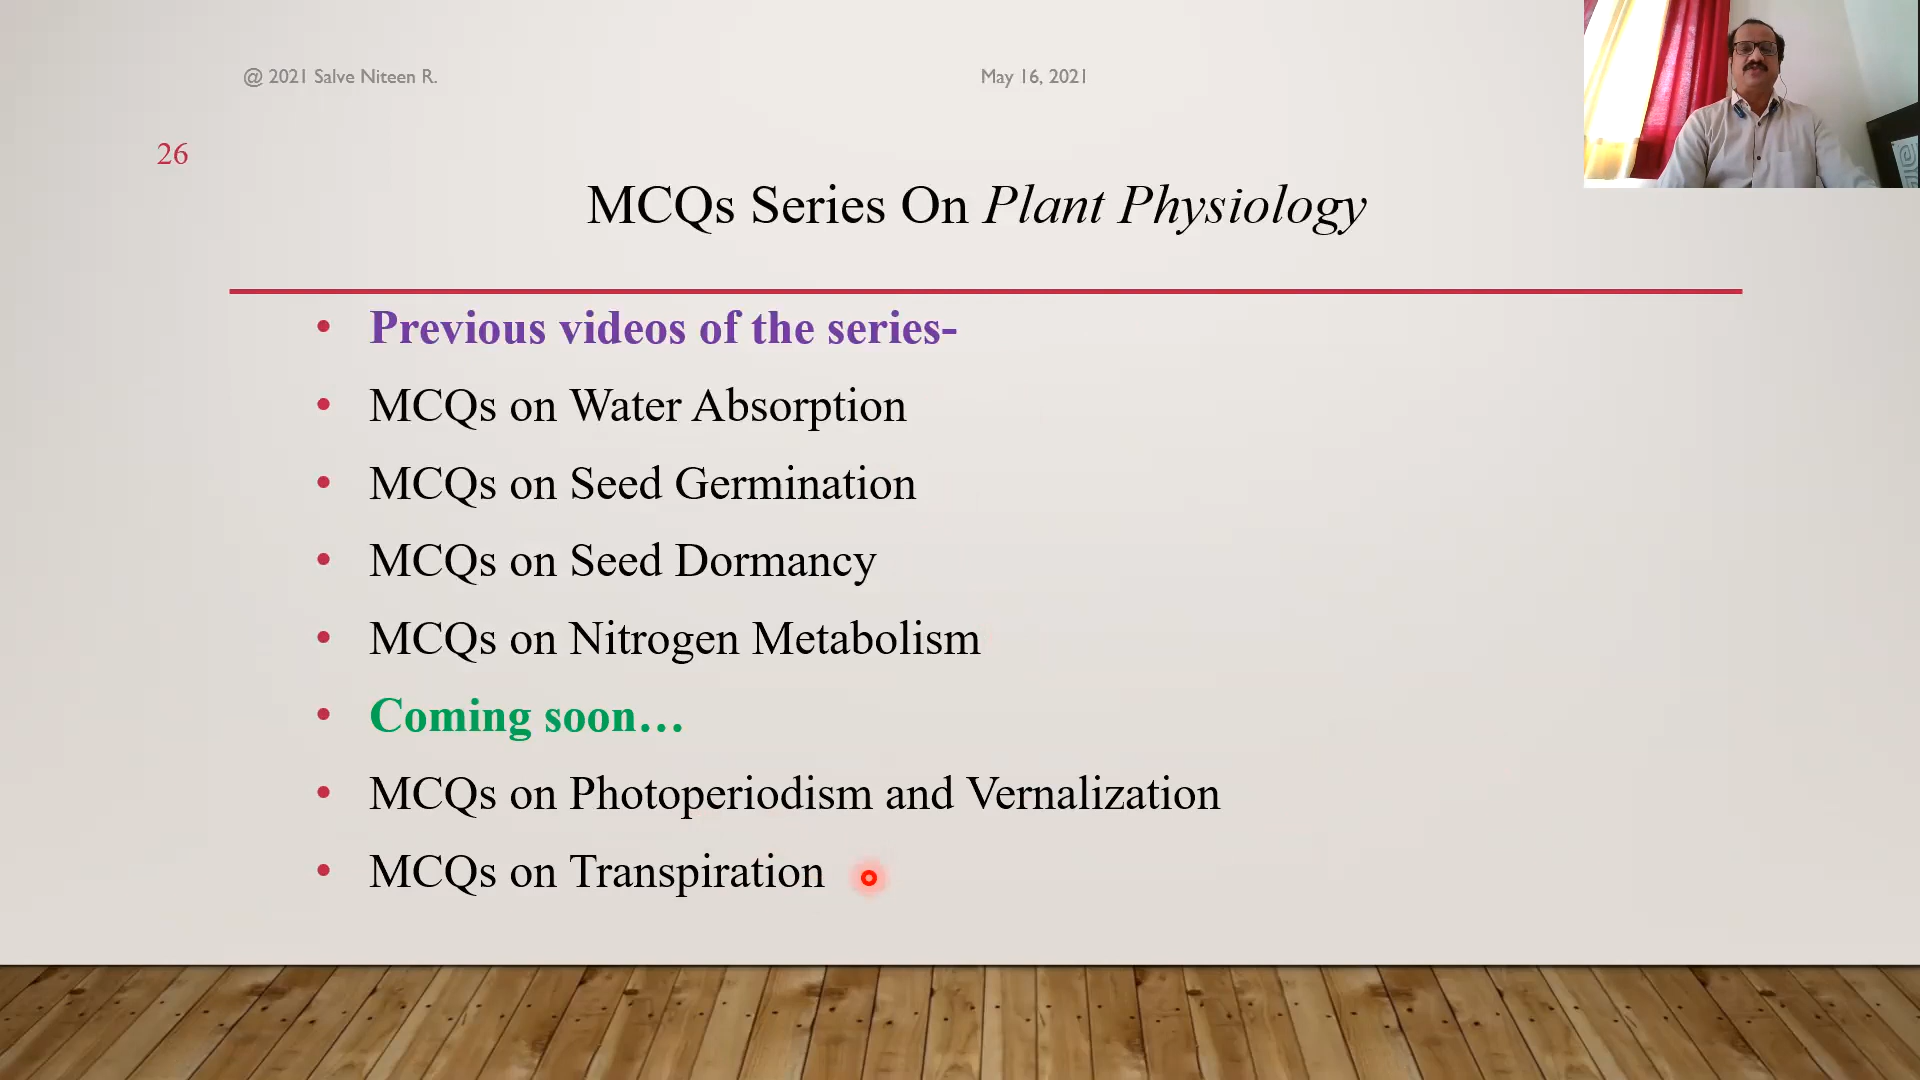 @ 2021 Salve Niteen R.
May 16, 2021
26
MCQs Series On Plant Physiology
• Previous videos of the series-
• MCQs on Water Absorption
• MCQs on Seed Germination
• MCQs on Seed Dormancy
• MCQs on Nitrogen Metabolism
• Coming soon…
• MCQs on Photoperiodism and Vernalization
• MCQs on Transpiration